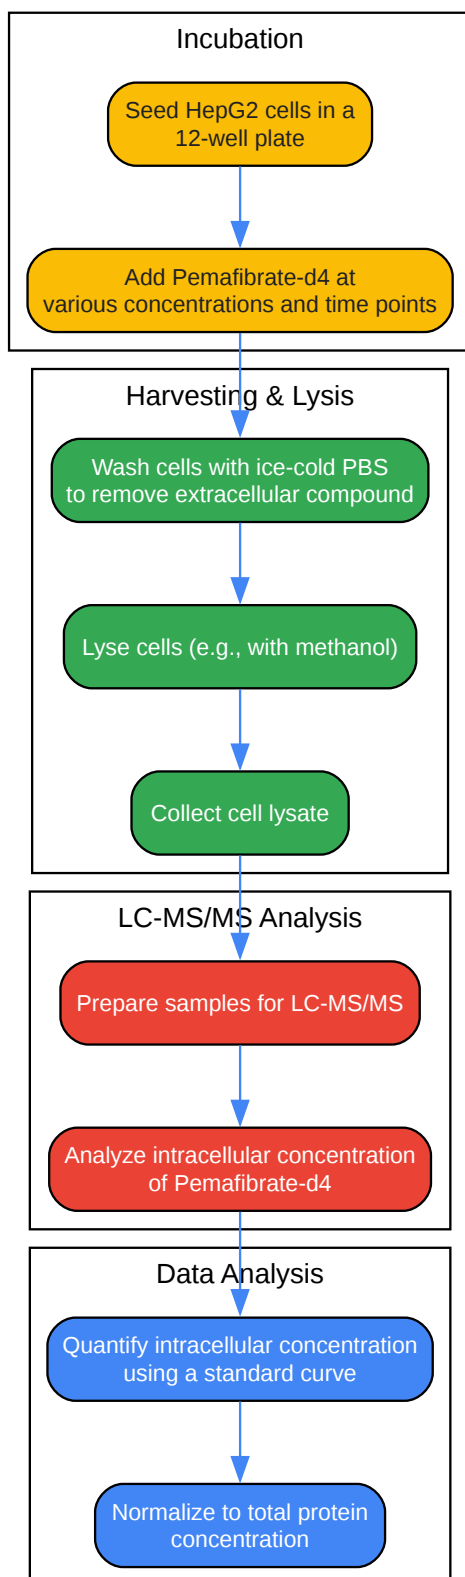 Incubation
Seed HepG2 cells in a
12-well plate
Add Pemafibrate-d4 at
various concentrations and time points
Harvesting & Lysis
Wash cells with ice-cold PBS
to remove extracellular compound
Lyse cells (e.g., with methanol)
Collect cell lysate
LC-MS/MS Analysis
Prepare samples for LC-MS/MS
Analyze intracellular concentration
of Pemafibrate-d4
Data Analysis
Quantify intracellular concentration
using a standard curve
Normalize to total protein
concentration